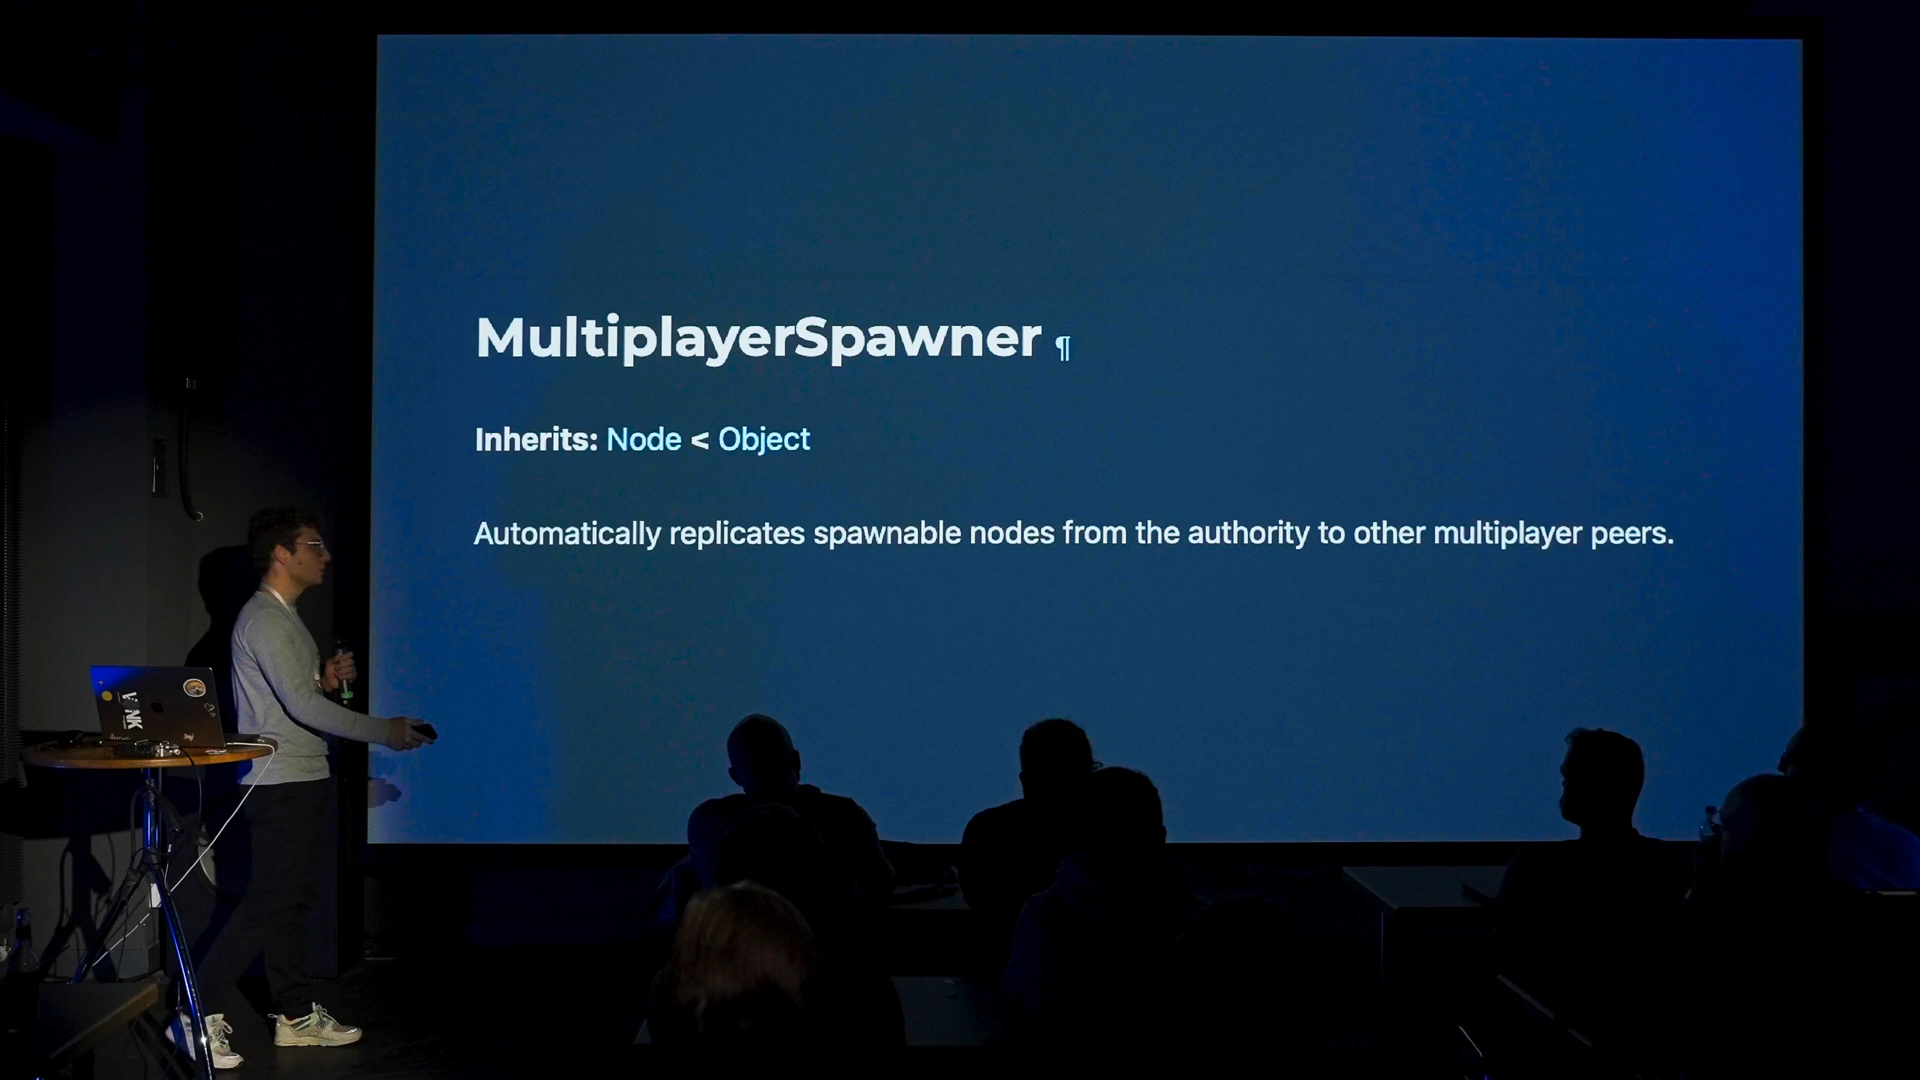 MultiplayerSpawner ¶
Inherits: Node < Object
Automatically replicates spawnable nodes from the authority to other multiplayer peers.